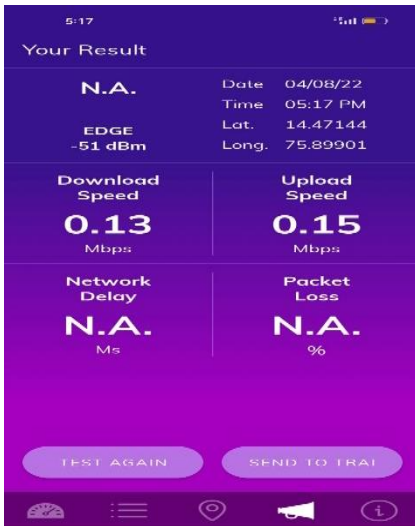 5:17
Your Result
N.A.
EDGE
-51 dBm
Date 04/08/22
Time 05:17 PM
Lat. 14.47144
Long. 75.89901
Download
Speed
0.13
Mbps
Upload
Speed
0.15
Mbps
Network
Delay
N.A.
Ms
Packet
Loss
N.A.
%
TEST AGAIN
SEND TO TRAI